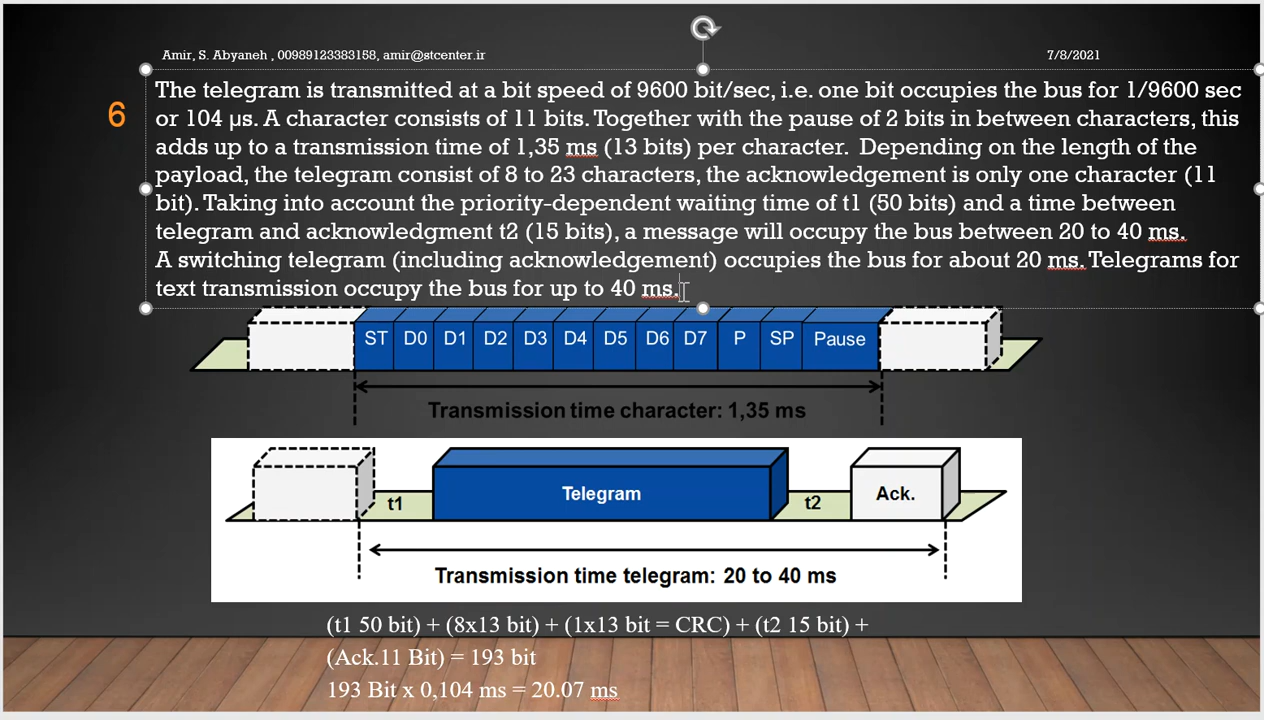 Amir, S. Abyaneh , 00989123383158, amir@stcenter.ir
7/8/2021
6
The telegram is transmitted at a bit speed of 9600 bit/sec, i.e. one bit occupies the bus for 1/9600 sec
or 104 µs. A character consists of 11 bits. Together with the pause of 2 bits in between characters, this
adds up to a transmission time of 1,35 ms (13 bits) per character. Depending on the length of the
payload, the telegram consist of 8 to 23 characters, the acknowledgement is only one character (11
bit). Taking into account the priority-dependent waiting time of t1 (50 bits) and a time between
telegram and acknowledgment t2 (15 bits), a message will occupy the bus between 20 to 40 ms.
A switching telegram (including acknowledgement) occupies the bus for about 20 ms. Telegrams for
text transmission occupy the bus for up to 40 ms.
ST D0 D1 D2 D3 D4 D5 D6 D7 P SP Pause
Transmission time character: 1,35 ms
t1 Telegram t2 Ack.
Transmission time telegram: 20 to 40 ms
(t1 50 bit) + (8x13 bit) + (1x13 bit = CRC) + (t2 15 bit) +
(Ack.11 Bit) = 193 bit
193 Bit x 0,104 ms = 20.07 ms